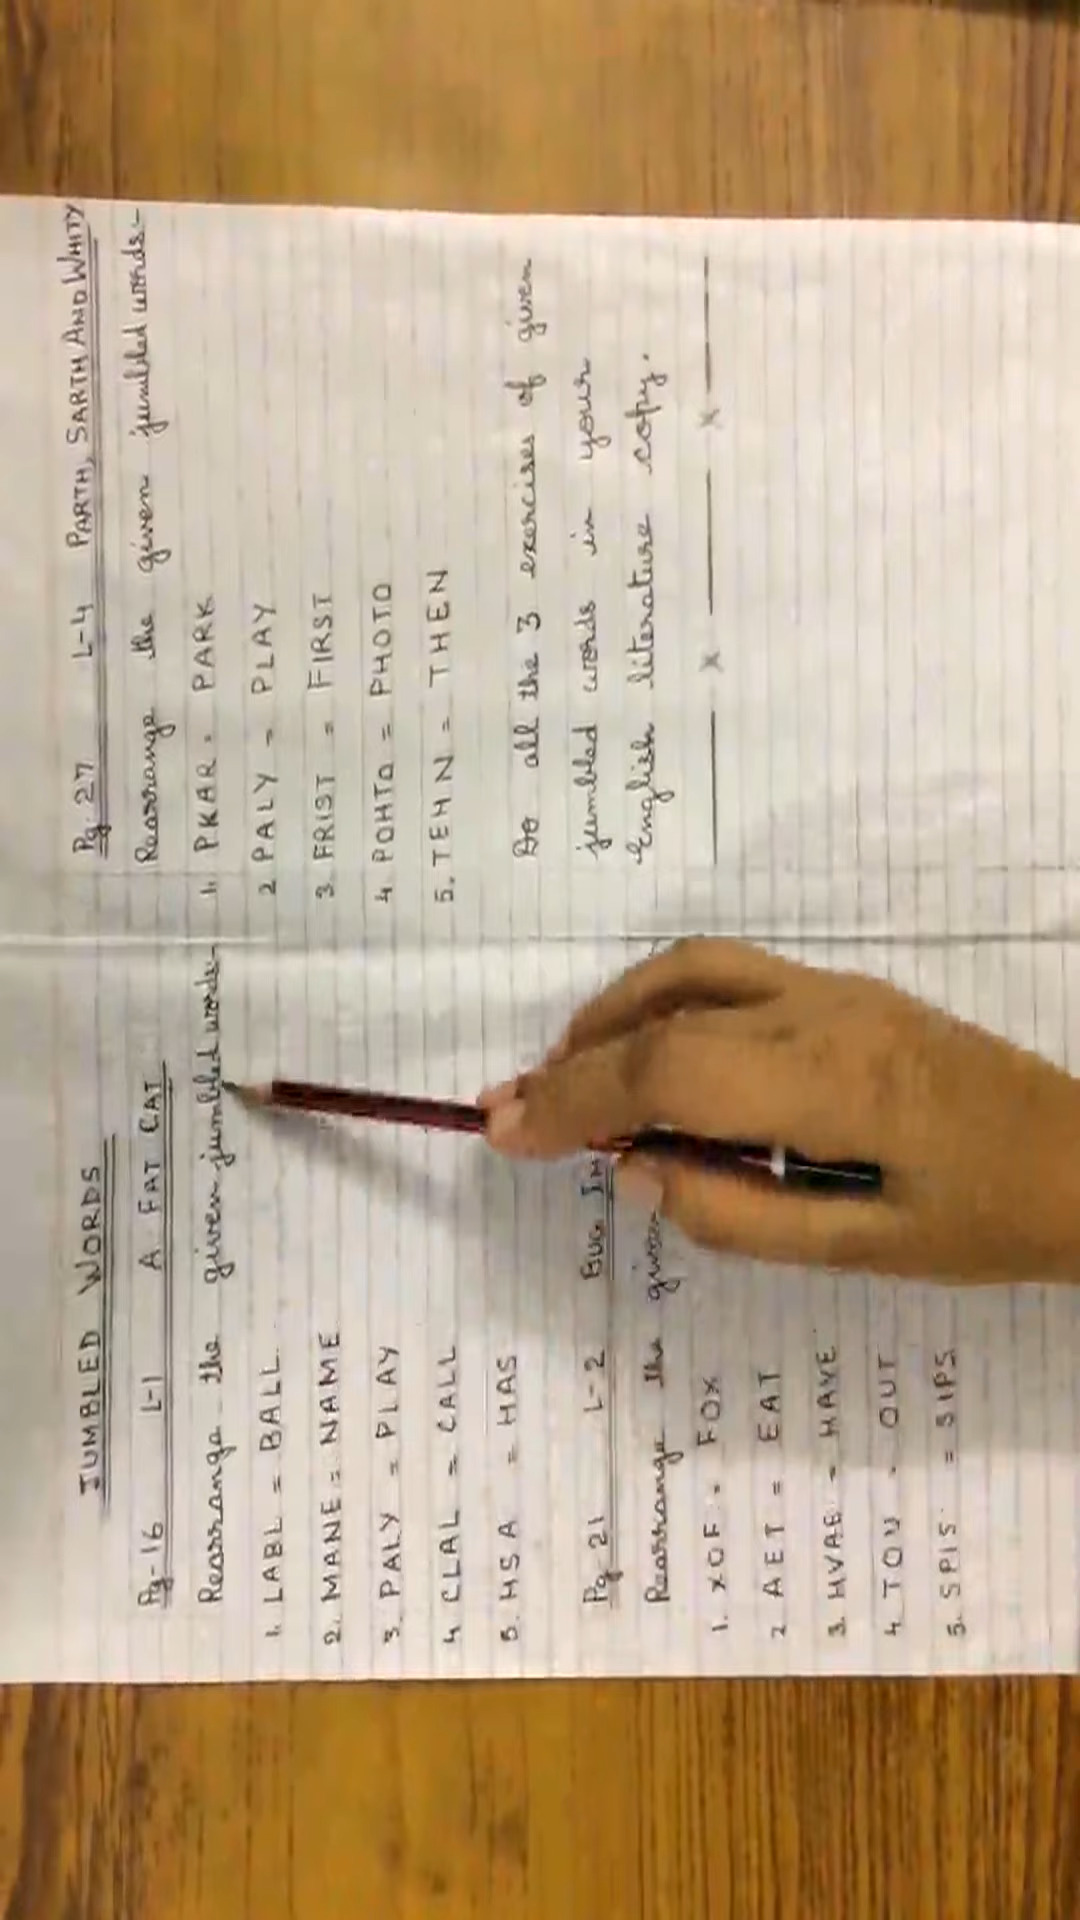 JUMBLED WORDS
Pg-16 L-1 A FAT CAT
Rearrange the given jumbled words-
1. LABL = BALL
2. MANE = NAME
3. PALY = PLAY
4. CLAL = CALL
5. HSA = HAS
Pg-21 L-2 BUG
Rearrange the given
1. XOF = FOX
2 AET = EAT
3. HVAE - HAVE
4 TOU - OUT
5. SPIS = SIPS
Pg 27 L-4 PARTH, SARTH AND WHITY
Rearrange the given jumbled words.-
1. PKAR = PARK
2 PALY - PLAY
3. FRIST = FIRST
4. POHTO = PHOTO
5. TEHN = THEN
Do all the 3 exercises of given
jumbled words in your
English literature copy.
x x